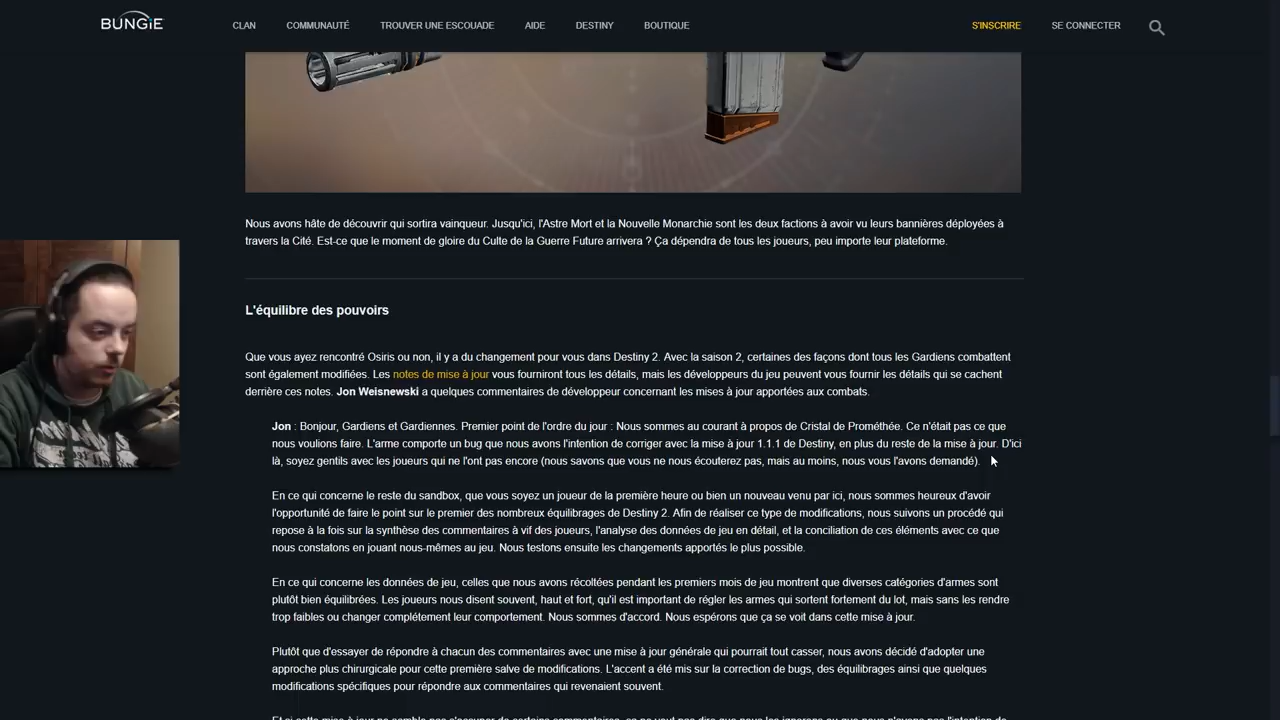 BUNGiE
CLAN
COMMUNAUTÉ
TROUVER UNE ESCOUADE
AIDE
DESTINY
BOUTIQUE
S'INSCRIRE
SE CONNECTER
Nous avons hâte de découvrir qui sortira vainqueur. Jusqu'ici, l'Astre Mort et la Nouvelle Monarchie sont les deux factions à avoir vu leurs bannières déployées à
travers la Cité. Est-ce que le moment de gloire du Culte de la Guerre Future arrivera ? Ça dépendra de tous les joueurs, peu importe leur plateforme.
L'équilibre des pouvoirs
Que vous ayez rencontré Osiris ou non, il y a du changement pour vous dans Destiny 2. Avec la saison 2, certaines des façons dont tous les Gardiens combattent
sont également modifiées. Les notes de mise à jour vous fourniront tous les détails, mais les développeurs du jeu peuvent vous fournir les détails qui se cachent
derrière ces notes. Jon Weisnewski a quelques commentaires de développeur concernant les mises à jour apportées aux combats.
Jon : Bonjour, Gardiens et Gardiennes. Premier point de l'ordre du jour : Nous sommes au courant à propos de Cristal de Prométhée. Ce n'était pas ce que
nous voulions faire. L'arme comporte un bug que nous avons l'intention de corriger avec la mise à jour 1.1.1 de Destiny, en plus du reste de la mise à jour. D'ici
là, soyez gentils avec les joueurs qui ne l'ont pas encore (nous savons que vous ne nous écouterez pas, mais au moins, nous vous l'avons demandé).
En ce qui concerne le reste du sandbox, que vous soyez un joueur de la première heure ou bien un nouveau venu par ici, nous sommes heureux d'avoir
l'opportunité de faire le point sur le premier des nombreux équilibrages de Destiny 2. Afin de réaliser ce type de modifications, nous suivons un procédé qui
repose à la fois sur la synthèse des commentaires à vif des joueurs, l'analyse des données de jeu en détail, et la conciliation de ces éléments avec ce que
nous constatons en jouant nous-mêmes au jeu. Nous testons ensuite les changements apportés le plus possible.
En ce qui concerne les données de jeu, celles que nous avons récoltées pendant les premiers mois de jeu montrent que diverses catégories d'armes sont
plutôt bien équilibrées. Les joueurs nous disent souvent, haut et fort, qu'il est important de régler les armes qui sortent fortement du lot, mais sans les rendre
trop faibles ou changer complétement leur comportement. Nous sommes d'accord. Nous espérons que ça se voit dans cette mise à jour.
Plutôt que d'essayer de répondre à chacun des commentaires avec une mise à jour générale qui pourrait tout casser, nous avons décidé d'adopter une
approche plus chirurgicale pour cette première salve de modifications. L'accent a été mis sur la correction de bugs, des équilibrages ainsi que quelques
modifications spécifiques pour répondre aux commentaires qui revenaient souvent.